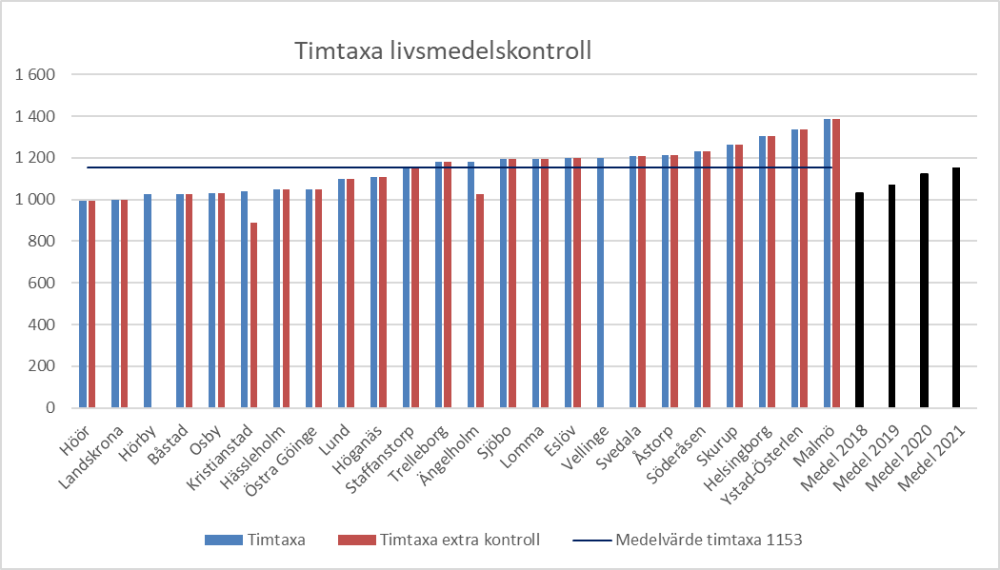 Timtaxa livsmedelskontroll
1 600
1 400
1 200
1 000
800
600
400
200
0
Höör
Landskrona
Hörby
Båstad
Osby
Kristianstad
Hässleholm
Östra Göinge
Lund
Höganäs
Staffanstorp
Trelleborg
Ängelholm
Sjöbo
Lomma
Eslöv
Vellinge
Svedala
Åstorp
Söderåsen
Skurup
Helsingborg
Ystad-Österlen
Malmö
Medel 2018
Medel 2019
Medel 2020
Medel 2021
Timtaxa
Timtaxa extra kontroll
Medelvärde timtaxa 1153